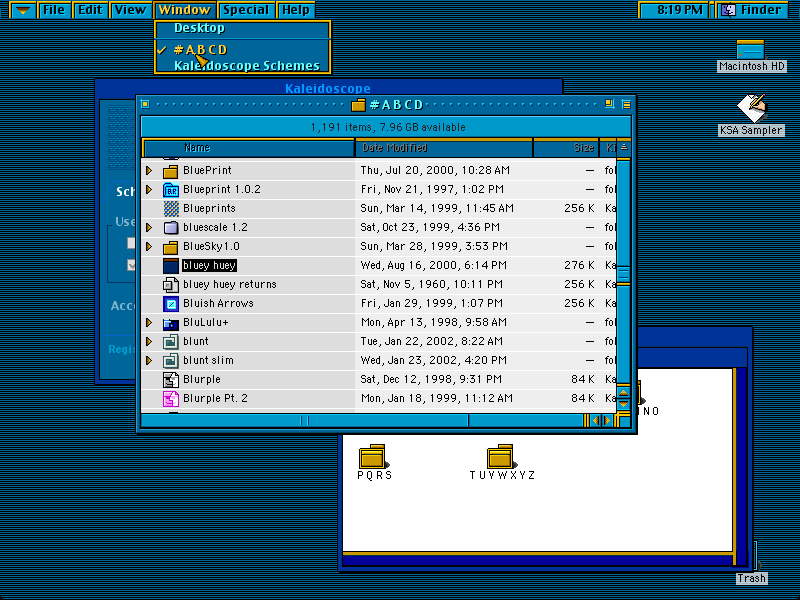 File Edit View Window Special Help 8:19 PM Finder
Desktop
✓ #ABCD
Kaleidoscope Schemes
Macintosh HD
KSA Sampler
Kaleidoscope
#ABCD
1,191 items, 7.96 GB available
Name Date Modified Size Ki
BluePrint Thu, Jul 20, 2000, 10:28 AM — fol
Blueprint 1.0.2 Fri, Nov 21, 1997, 1:02 PM — fol
Blueprints Sun, Mar 14, 1999, 11:45 AM 256 K Ka
bluescale 1.2 Sat, Oct 23, 1999, 4:36 PM — fol
BlueSky1.0 Sun, Mar 28, 1999, 3:53 PM — fol
bluey huey Wed, Aug 16, 2000, 6:14 PM 276 K Ka
bluey huey returns Sat, Nov 5, 1960, 10:11 PM 256 K Ka
Bluish Arrows Fri, Jan 29, 1999, 1:07 PM 256 K Ka
BluLulu+ Mon, Apr 13, 1998, 9:58 AM — fol
blunt Tue, Jan 22, 2002, 8:22 AM — fol
blunt slim Wed, Jan 23, 2002, 4:20 PM — fol
Blurple Sat, Dec 12, 1998, 9:31 PM 84 K Ka
Blurple Pt. 2 Mon, Jan 18, 1999, 11:12 AM 84 K Ka
Sch
Use
Acce
Regis
NO
PQRS
TUVWXYZ
Trash